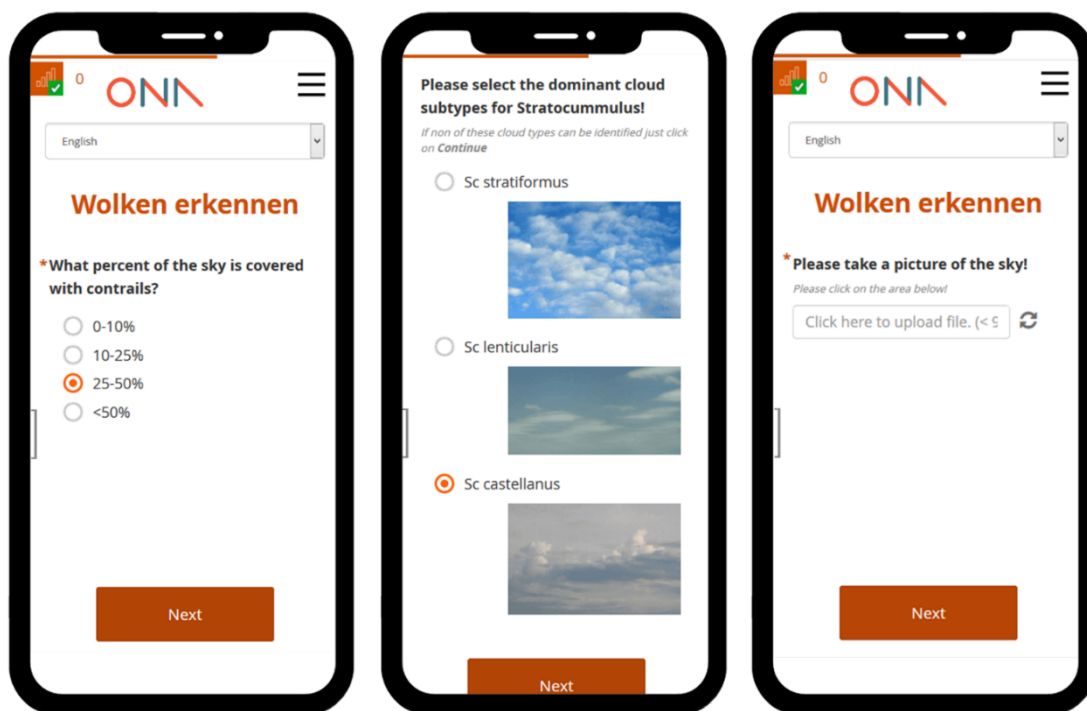 0
ONA
English
Wolken erkennen
*What percent of the sky is covered
with contrails?
0-10%
10-25%
25-50%
<50%
Next
Please select the dominant cloud
subtypes for Stratocummulus!
If non of these cloud types can be identified just click
on Continue
Sc stratiformus
Sc lenticularis
Sc castellanus
Next
0
ONA
English
Wolken erkennen
*Please take a picture of the sky!
Please click on the area below!
Click here to upload file. (< 9
Next